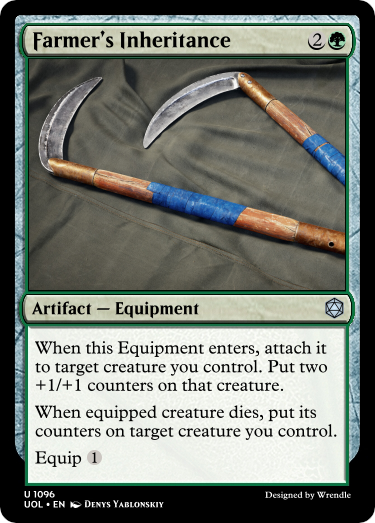 Farmer's Inheritance 2
Artifact — Equipment
When this Equipment enters, attach it
to target creature you control. Put two
+1/+1 counters on that creature.
When equipped creature dies, put its
counters on target creature you control.
Equip 1
U 1096
UOL • EN Denys Yablonskiy
Designed by Wrendle